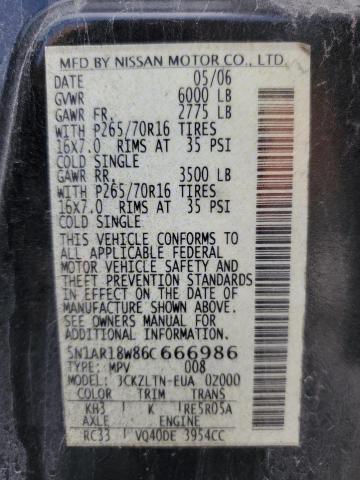 MFD BY NISSAN MOTOR CO., LTD.
DATE 05/06
GVWR 6000 LB
GAWR FR. 2775 LB
WITH P265/70R16 TIRES
16X7.0 RIMS AT 35 PSI
COLD SINGLE
GAWR RR. 3500 LB
WITH P265/70R16 TIRES
16X7.0 RIMS AT 35 PSI
COLD SINGLE
THIS VEHICLE CONFORMS TO
ALL APPLICABLE FEDERAL
MOTOR VEHICLE SAFETY AND
THEFT PREVENTION STANDARDS
IN EFFECT ON THE DATE OF
MANUFACTURE SHOWN ABOVE.
SEE OWNERS MANUAL FOR
ADDITIONAL INFORMATION.
5N1AR18W86C666986
TYPE: MPV 008
MODEL: JCKZLTN-EUA 0Z000
COLOR TRIM TRANS
KH3 K RE5R05A
AXLE ENGINE
RC33 VQ40DE 3954CC